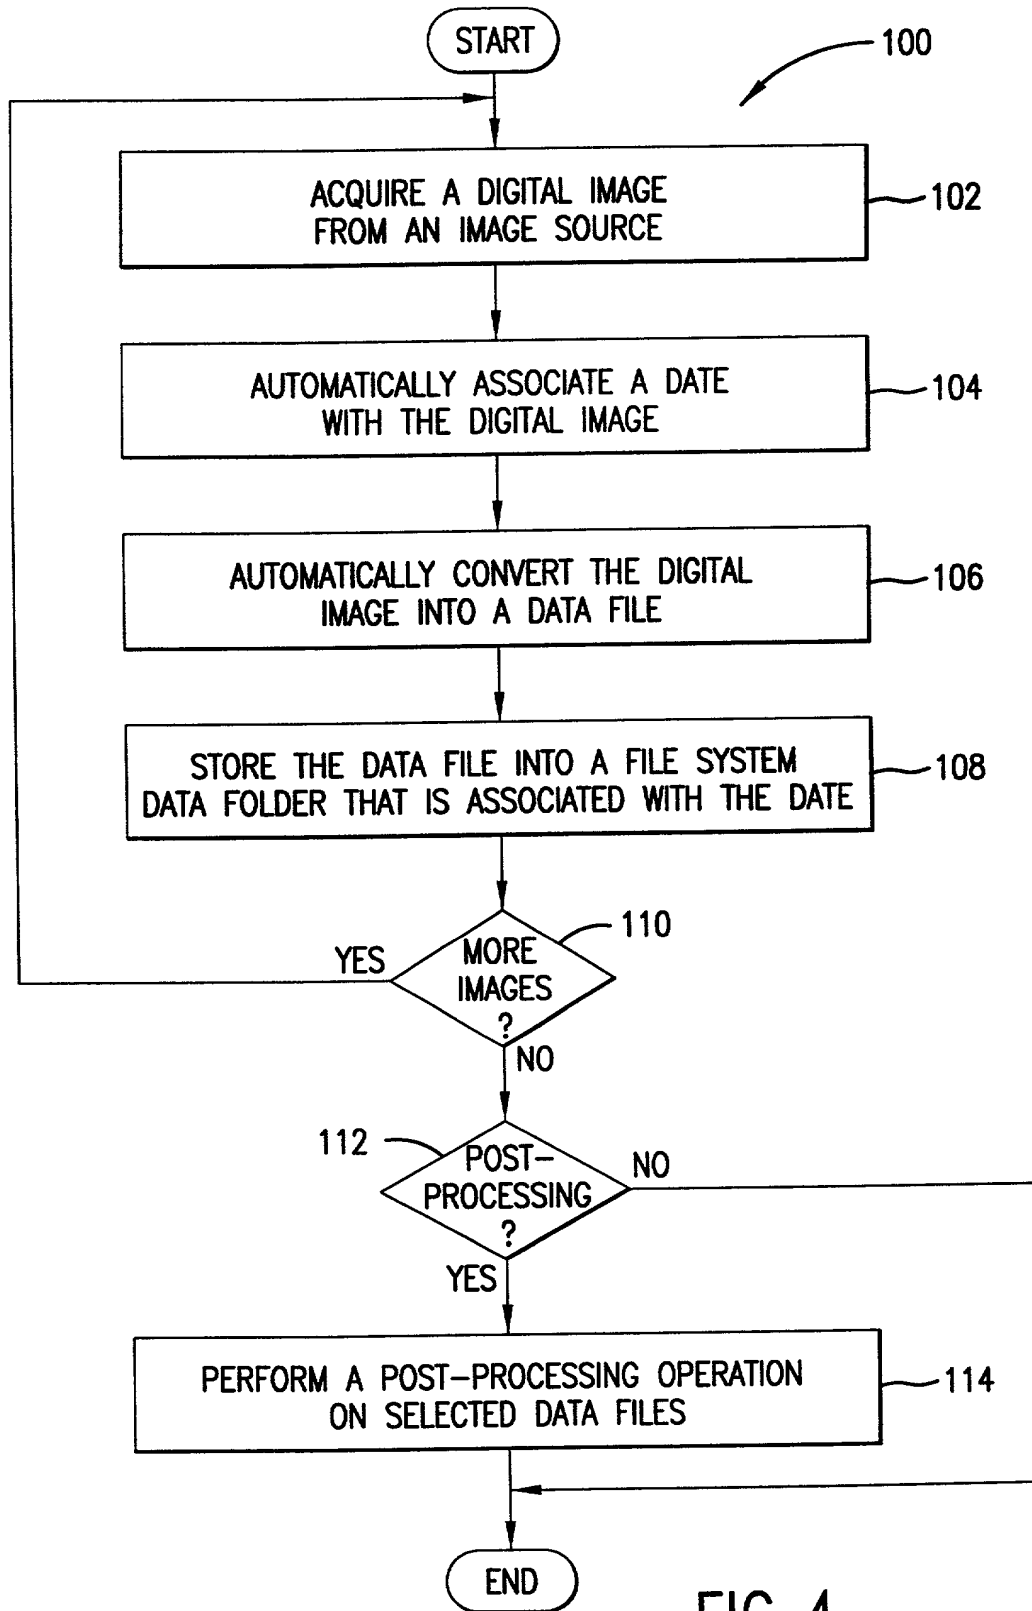 START
100
ACQUIRE A DIGITAL IMAGE
FROM AN IMAGE SOURCE
102
AUTOMATICALLY ASSOCIATE A DATE
WITH THE DIGITAL IMAGE
104
AUTOMATICALLY CONVERT THE DIGITAL
IMAGE INTO A DATA FILE
106
STORE THE DATA FILE INTO A FILE SYSTEM
DATA FOLDER THAT IS ASSOCIATED WITH THE DATE
108
110
YES
MORE
IMAGES
?
NO
112
POST-
PROCESSING
?
NO
YES
PERFORM A POST-PROCESSING OPERATION
ON SELECTED DATA FILES
114
END
FIG. 4